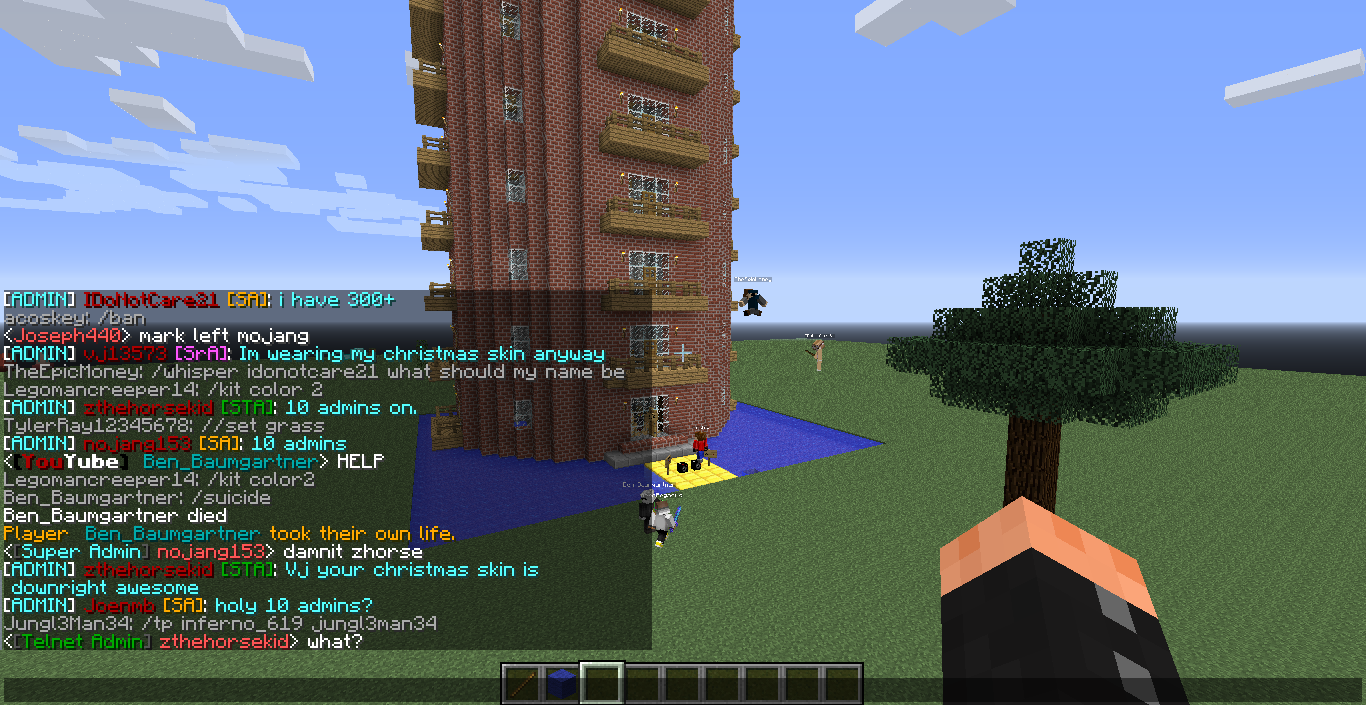 [ADMIN] IDoNotCare21 [SA]: i have 300+
acoskey: /ban
<Joseph440> mark left mojang
[ADMIN] vj13573 [SrA]: Im wearing my christmas skin anyway
TheEpicMoney: /whisper idonotcare21 what should my name be
Legomancreeper14: /kit color 2
[ADMIN] zthehorsekid [STA]: 10 admins on.
TylerRay12345678: //set grass
[ADMIN] nojang153 [SA]: 10 admins
<[YouTube] Ben_Baumgartner> HELP
Legomancreeper14: /kit color2
Ben_Baumgartner: /suicide
Ben_Baumgartner died
Player Ben_Baumgartner took their own life.
<[Super Admin] nojang153> damnit zhorse
[ADMIN] zthehorsekid [STA]: Vj your christmas skin is
downright awesome
[ADMIN] Joenmb [SA]: holy 10 admins?
Jungl3Man34: /tp inferno_619 jungl3man34
<[Telnet Admin] zthehorsekid> what?
Ben_Baumgartner